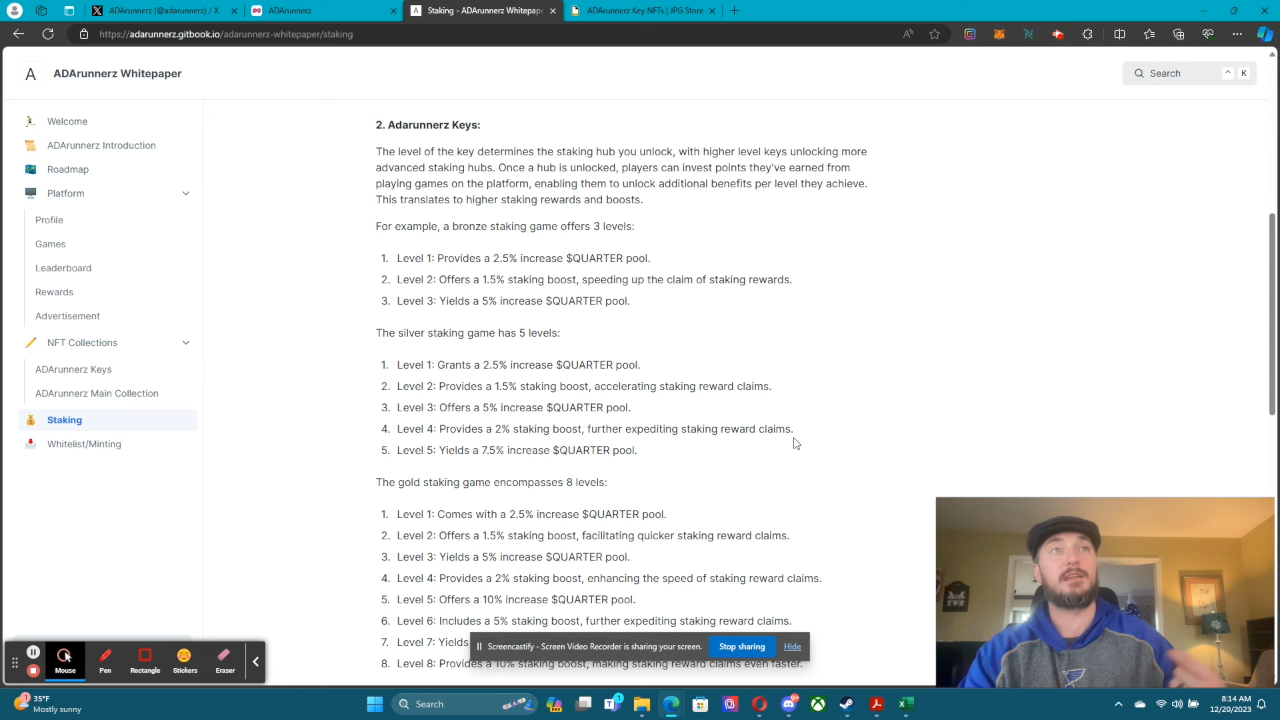 ADArunnerz (@adarunnerz) / X
ADArunnerz
Staking - ADArunnerz Whitepape
ADArunnerz Key NFTs | JPG Store
https://adarunnerz.gitbook.io/adarunnerz-whitepaper/staking
A
ADArunnerz Whitepaper
Search
^ K
Welcome
ADArunnerz Introduction
Roadmap
Platform
Profile
Games
Leaderboard
Rewards
Advertisement
NFT Collections
ADArunnerz Keys
ADArunnerz Main Collection
Staking
Whitelist/Minting
2. Adarunnerz Keys:
The level of the key determines the staking hub you unlock, with higher level keys unlocking more
advanced staking hubs. Once a hub is unlocked, players can invest points they've earned from
playing games on the platform, enabling them to unlock additional benefits per level they achieve.
This translates to higher staking rewards and boosts.
For example, a bronze staking game offers 3 levels:
1. Level 1: Provides a 2.5% increase $QUARTER pool.
2. Level 2: Offers a 1.5% staking boost, speeding up the claim of staking rewards.
3. Level 3: Yields a 5% increase $QUARTER pool.
The silver staking game has 5 levels:
1. Level 1: Grants a 2.5% increase $QUARTER pool.
2. Level 2: Provides a 1.5% staking boost, accelerating staking reward claims.
3. Level 3: Offers a 5% increase $QUARTER pool.
4. Level 4: Provides a 2% staking boost, further expediting staking reward claims.
5. Level 5: Yields a 7.5% increase $QUARTER pool.
The gold staking game encompasses 8 levels:
1. Level 1: Comes with a 2.5% increase $QUARTER pool.
2. Level 2: Offers a 1.5% staking boost, facilitating quicker staking reward claims.
3. Level 3: Yields a 5% increase $QUARTER pool.
4. Level 4: Provides a 2% staking boost, enhancing the speed of staking reward claims.
5. Level 5: Offers a 10% increase $QUARTER pool.
6. Level 6: Includes a 5% staking boost, further expediting staking reward claims.
7. Level 7: Yields
8. Level 8: Provides a 10% staking boost, making staking reward claims even faster.
Screencastify - Screen Video Recorder is sharing your screen.
Stop sharing
Hide
Mouse
Pen
Rectangle
Stickers
Eraser
35°F
Mostly sunny
Search
8:14 AM
12/20/2023